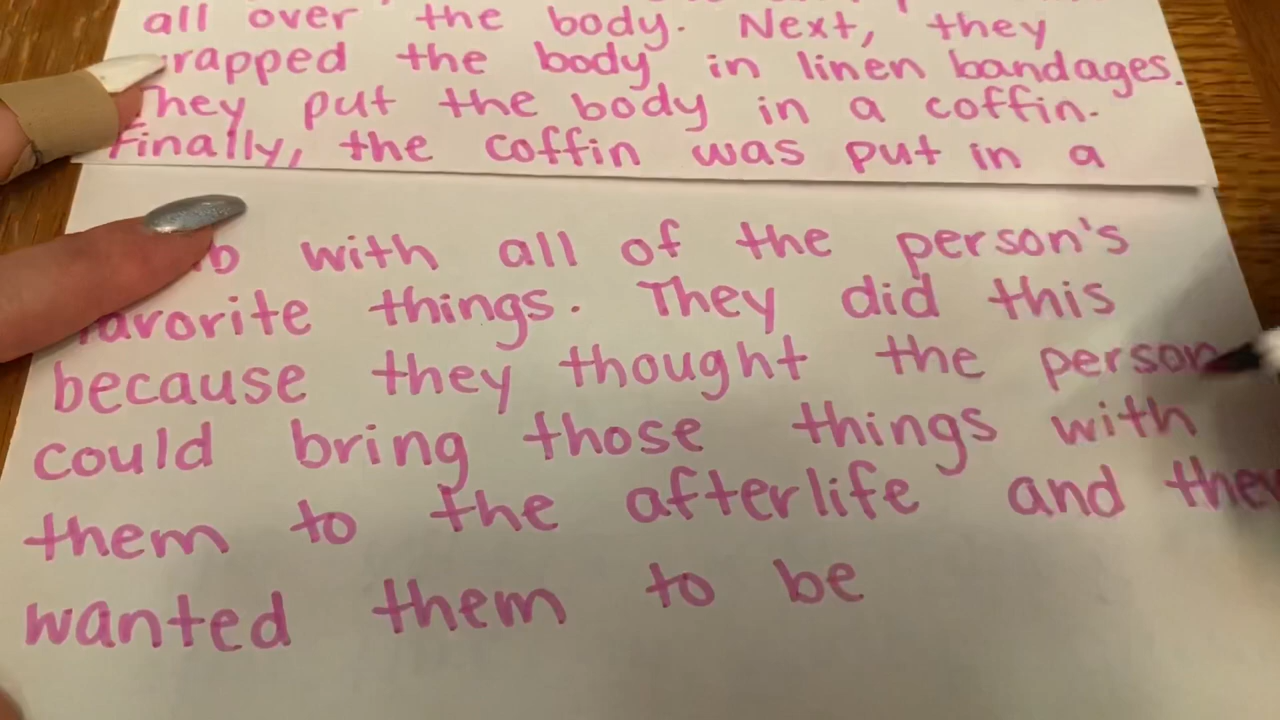 all over the body. Next, they
wrapped the body in linen bandages.
They put the body in a coffin.
Finally, the coffin was put in a
with all of the person's
favorite things. They did this
because they thought the person
could bring those things with
them to the afterlife and they
wanted them to be